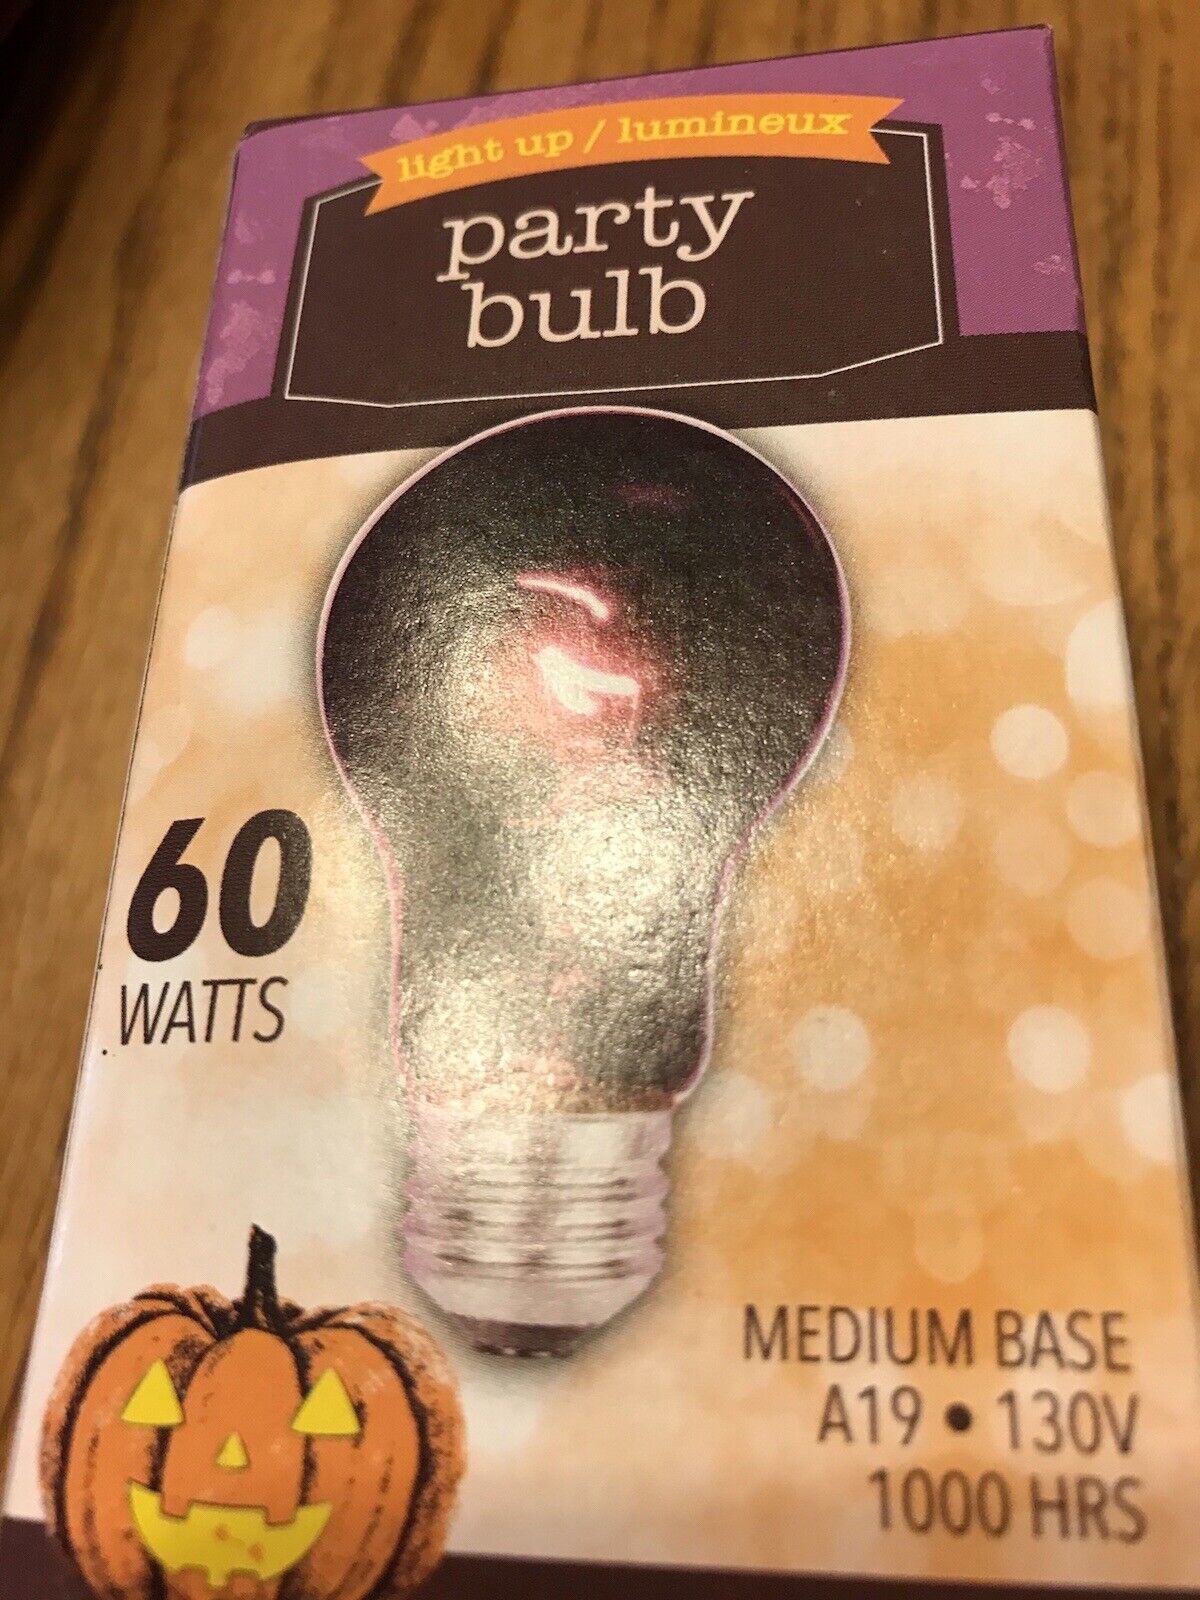 light up / lumineux
party
bulb
60
WATTS
MEDIUM BASE
A19 • 130V
1000 HRS